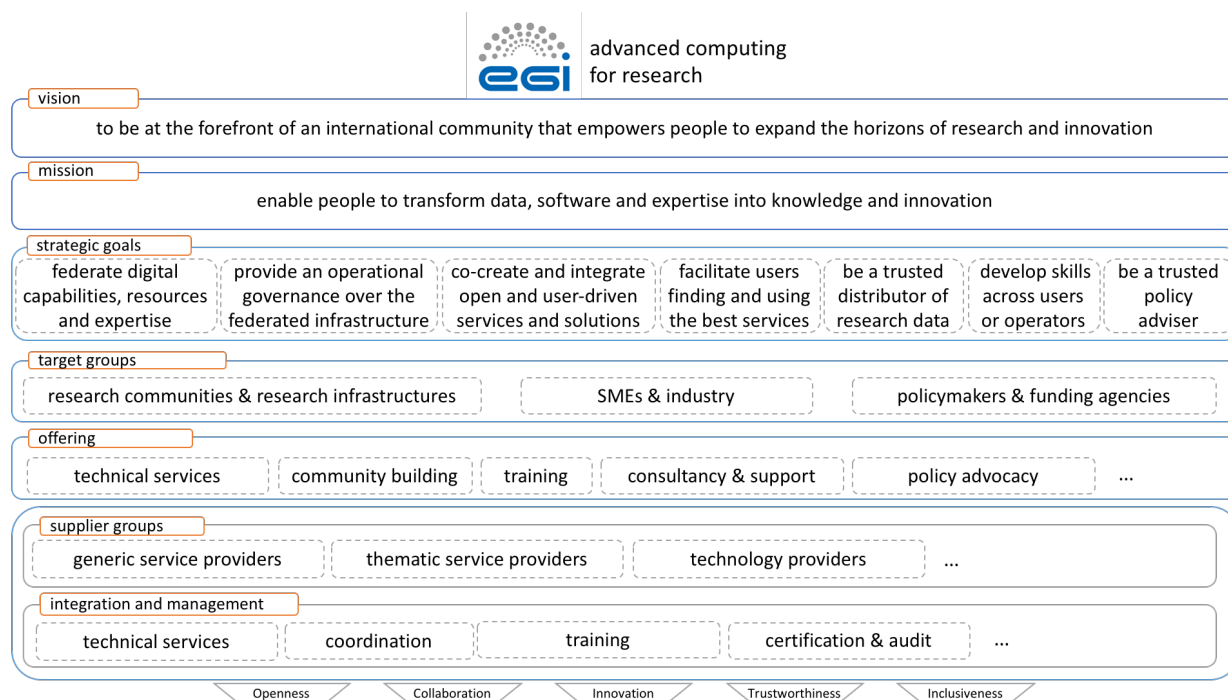 egi
advanced computing
for research
vision
to be at the forefront of an international community that empowers people to expand the horizons of research and innovation
mission
enable people to transform data, software and expertise into knowledge and innovation
strategic goals
federate digital
capabilities, resources
and expertise
provide an operational
governance over the
federated infrastructure
co-create and integrate
open and user-driven
services and solutions
facilitate users
finding and using
the best services
be a trusted
distributor of
research data
develop skills
across users
or operators
be a trusted
policy
adviser
target groups
research communities & research infrastructures
SMEs & industry
policymakers & funding agencies
offering
technical services
community building
training
consultancy & support
policy advocacy
...
supplier groups
generic service providers
thematic service providers
technology providers
...
integration and management
technical services
coordination
training
certification & audit
...
Openness
Collaboration
Innovation
Trustworthiness
Inclusiveness